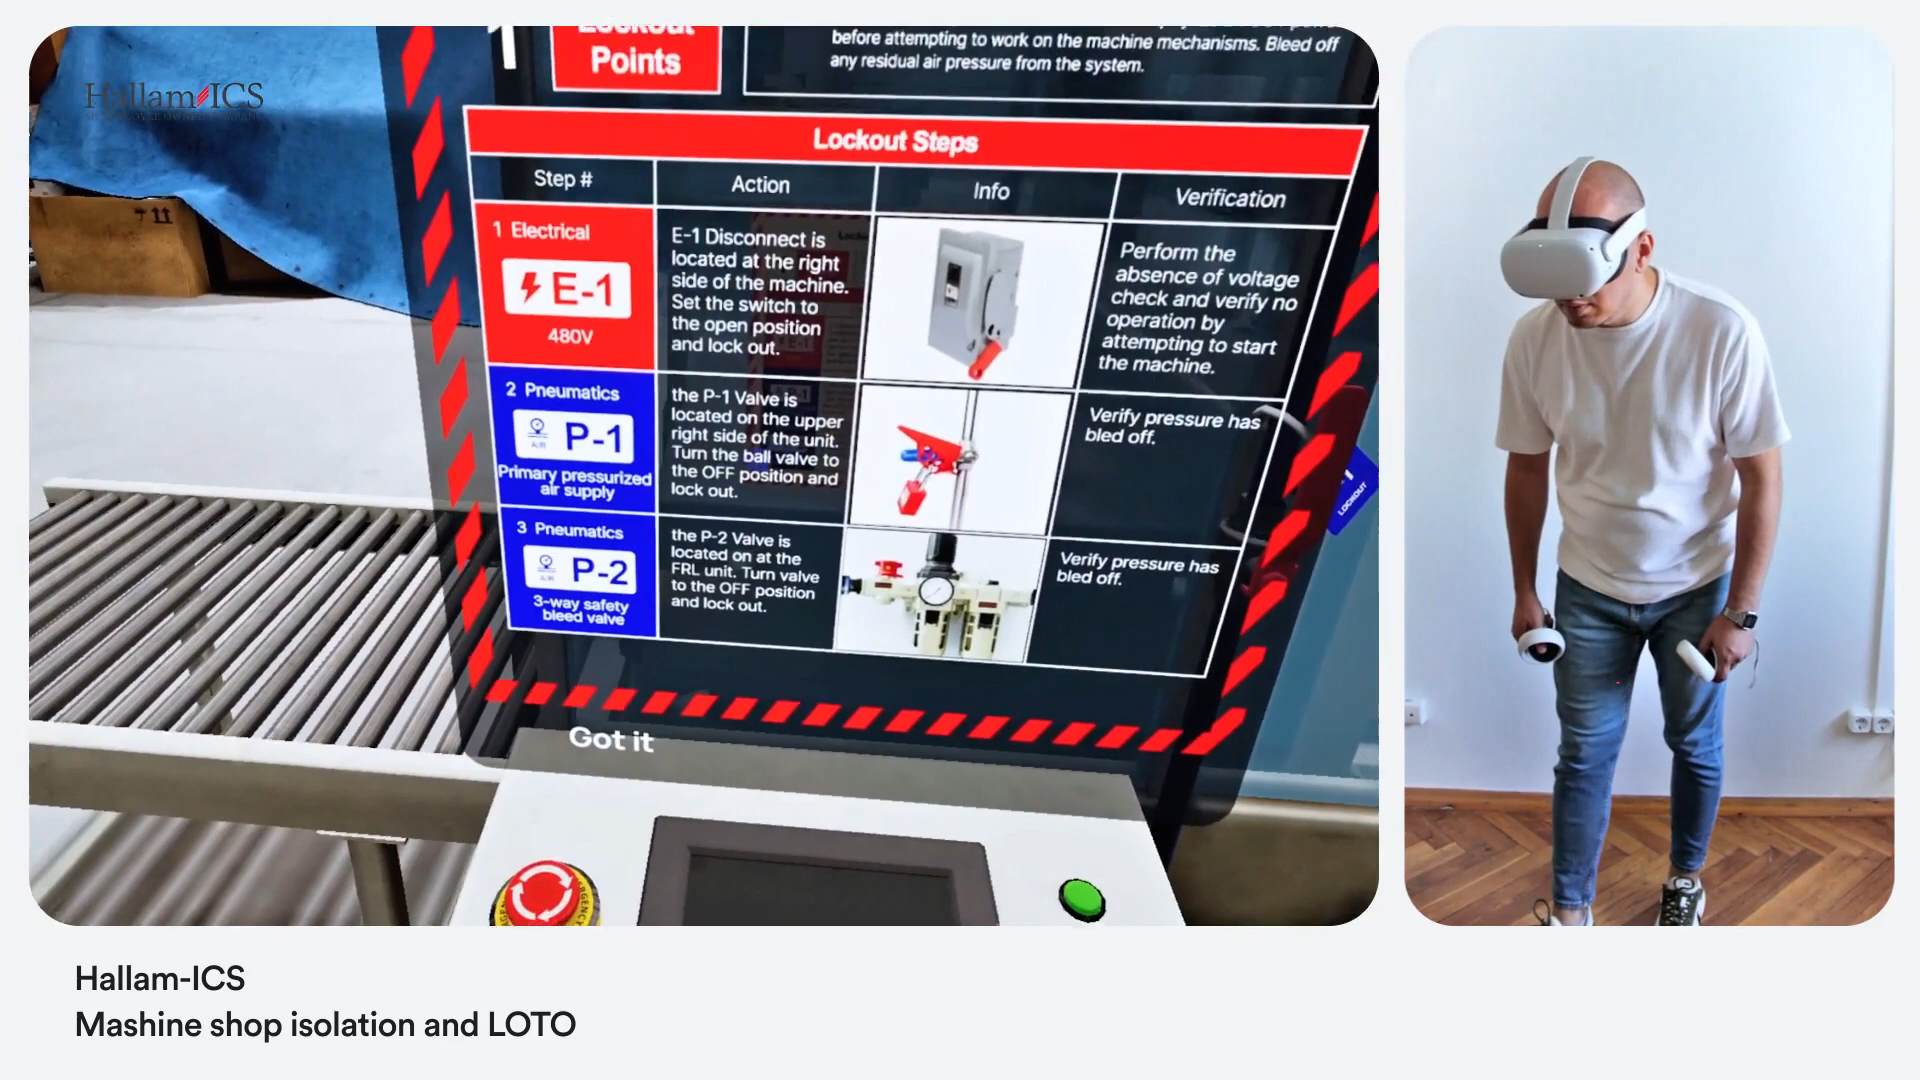 Hallam ICS
1
Lockout
Points
before attempting to work on the machine mechanisms. Bleed off
any residual air pressure from the system.
Lockout Steps
Step #
Action
Info
Verification
1 Electrical
E-1
480V
E-1 Disconnect is
located at the right
side of the machine.
Set the switch to
the open position
and lock out.
Perform the
absence of voltage
check and verify no
operation by
attempting to start
the machine.
2 Pneumatics
AIR
P-1
Primary pressurized
air supply
the P-1 Valve is
located on the upper
right side of the unit.
Turn the ball valve to
the OFF position and
lock out.
Verify pressure has
bled off.
3 Pneumatics
AIR
P-2
3-way safety
bleed valve
the P-2 Valve is
located on at the
FRL unit. Turn valve
to the OFF position
and lock out.
Verify pressure has
bled off.
LOCKOUT
Got it
Hallam-ICS
Mashine shop isolation and LOTO